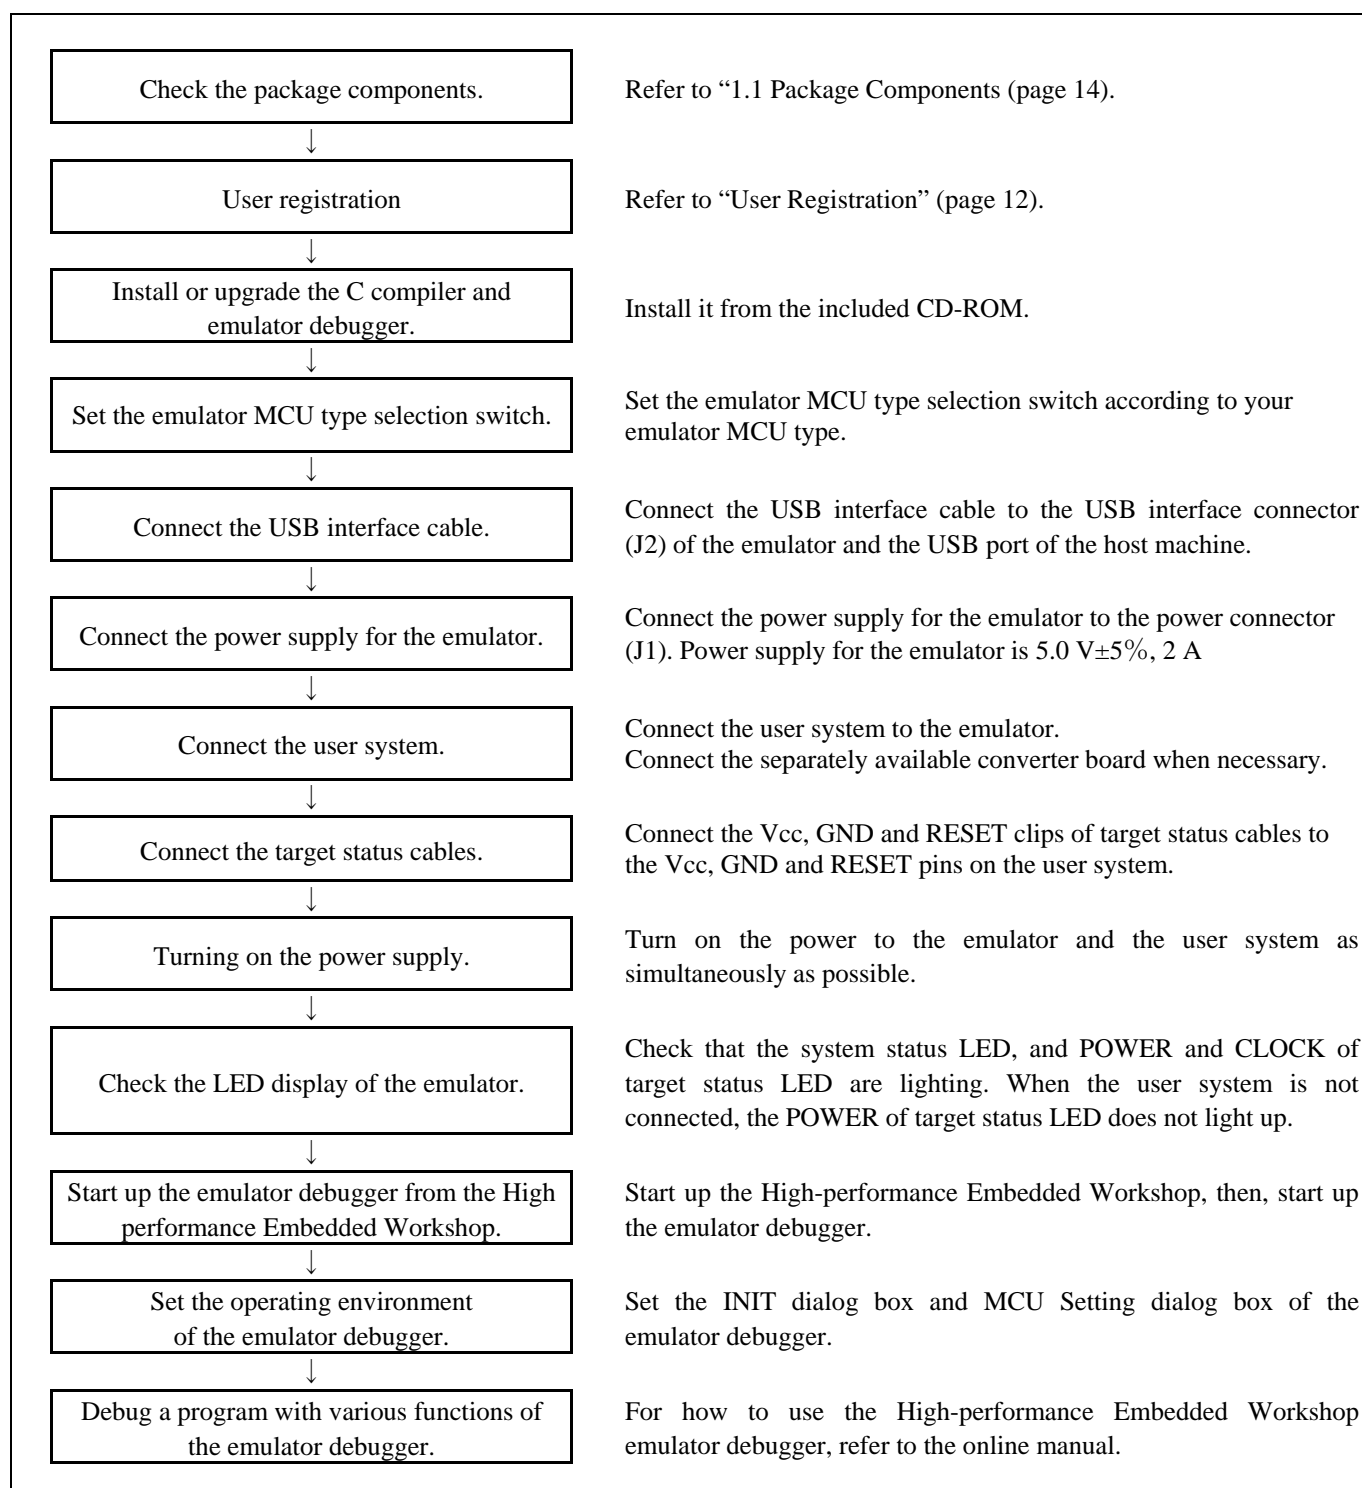 Check the package components.
Refer to “1.1 Package Components (page 14).
↓
User registration
Refer to “User Registration” (page 12).
↓
Install or upgrade the C compiler and
emulator debugger.
Install it from the included CD-ROM.
↓
Set the emulator MCU type selection switch.
Set the emulator MCU type selection switch according to your
emulator MCU type.
↓
Connect the USB interface cable.
Connect the USB interface cable to the USB interface connector
(J2) of the emulator and the USB port of the host machine.
↓
Connect the power supply for the emulator.
Connect the power supply for the emulator to the power connector
(J1). Power supply for the emulator is 5.0 V±5%, 2 A
↓
Connect the user system.
Connect the user system to the emulator.
Connect the separately available converter board when necessary.
↓
Connect the target status cables.
Connect the Vcc, GND and RESET clips of target status cables to
the Vcc, GND and RESET pins on the user system.
↓
Turning on the power supply.
Turn on the power to the emulator and the user system as
simultaneously as possible.
↓
Check the LED display of the emulator.
Check that the system status LED, and POWER and CLOCK of
target status LED are lighting. When the user system is not
connected, the POWER of target status LED does not light up.
↓
Start up the emulator debugger from the High
performance Embedded Workshop.
Start up the High-performance Embedded Workshop, then, start up
the emulator debugger.
↓
Set the operating environment
of the emulator debugger.
Set the INIT dialog box and MCU Setting dialog box of the
emulator debugger.
↓
Debug a program with various functions of
the emulator debugger.
For how to use the High-performance Embedded Workshop
emulator debugger, refer to the online manual.